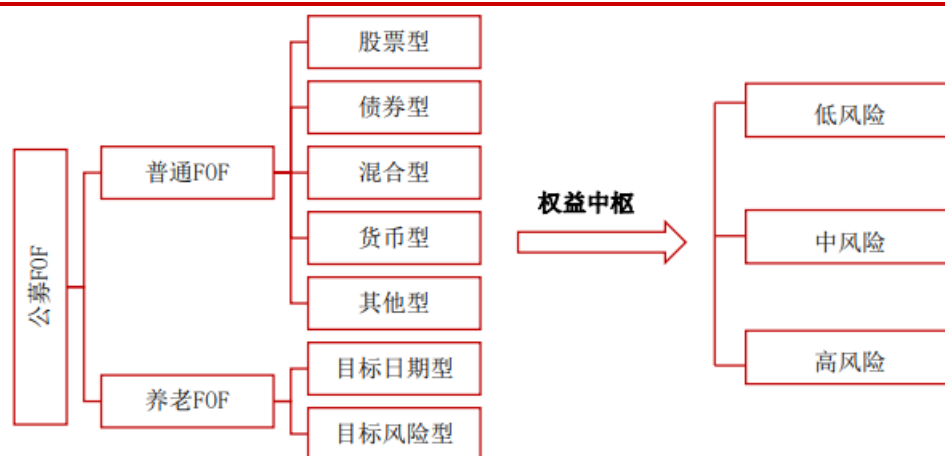 公募FOF
普通FOF
股票型
债券型
混合型
货币型
其他型
养老FOF
目标日期型
目标风险型
权益中枢
低风险
中风险
高风险